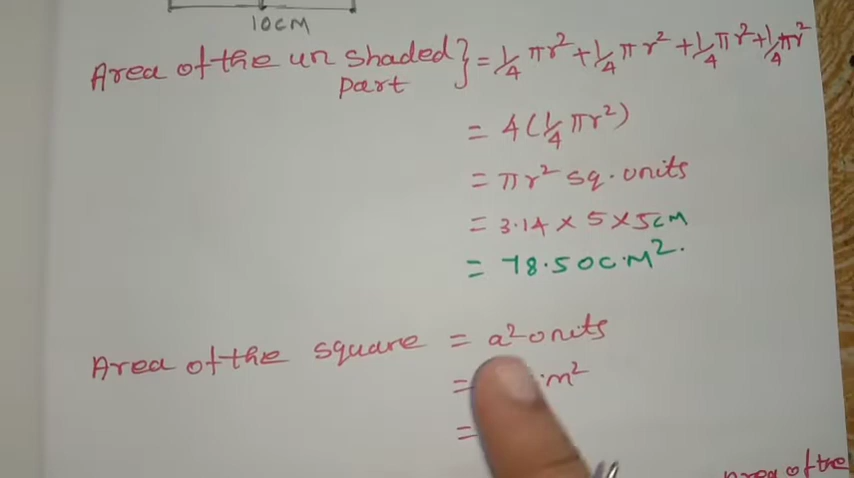 10CM
Area of the un shaded part } = 1/4 πr² + 1/4 πr² + 1/4 πr² + 1/4 πr²
= 4(1/4 πr²)
= πr² sq. units
= 3.14 × 5 × 5CM
= 78.50C.M².
Area of the square = a² units
= .m²
=
Area of the